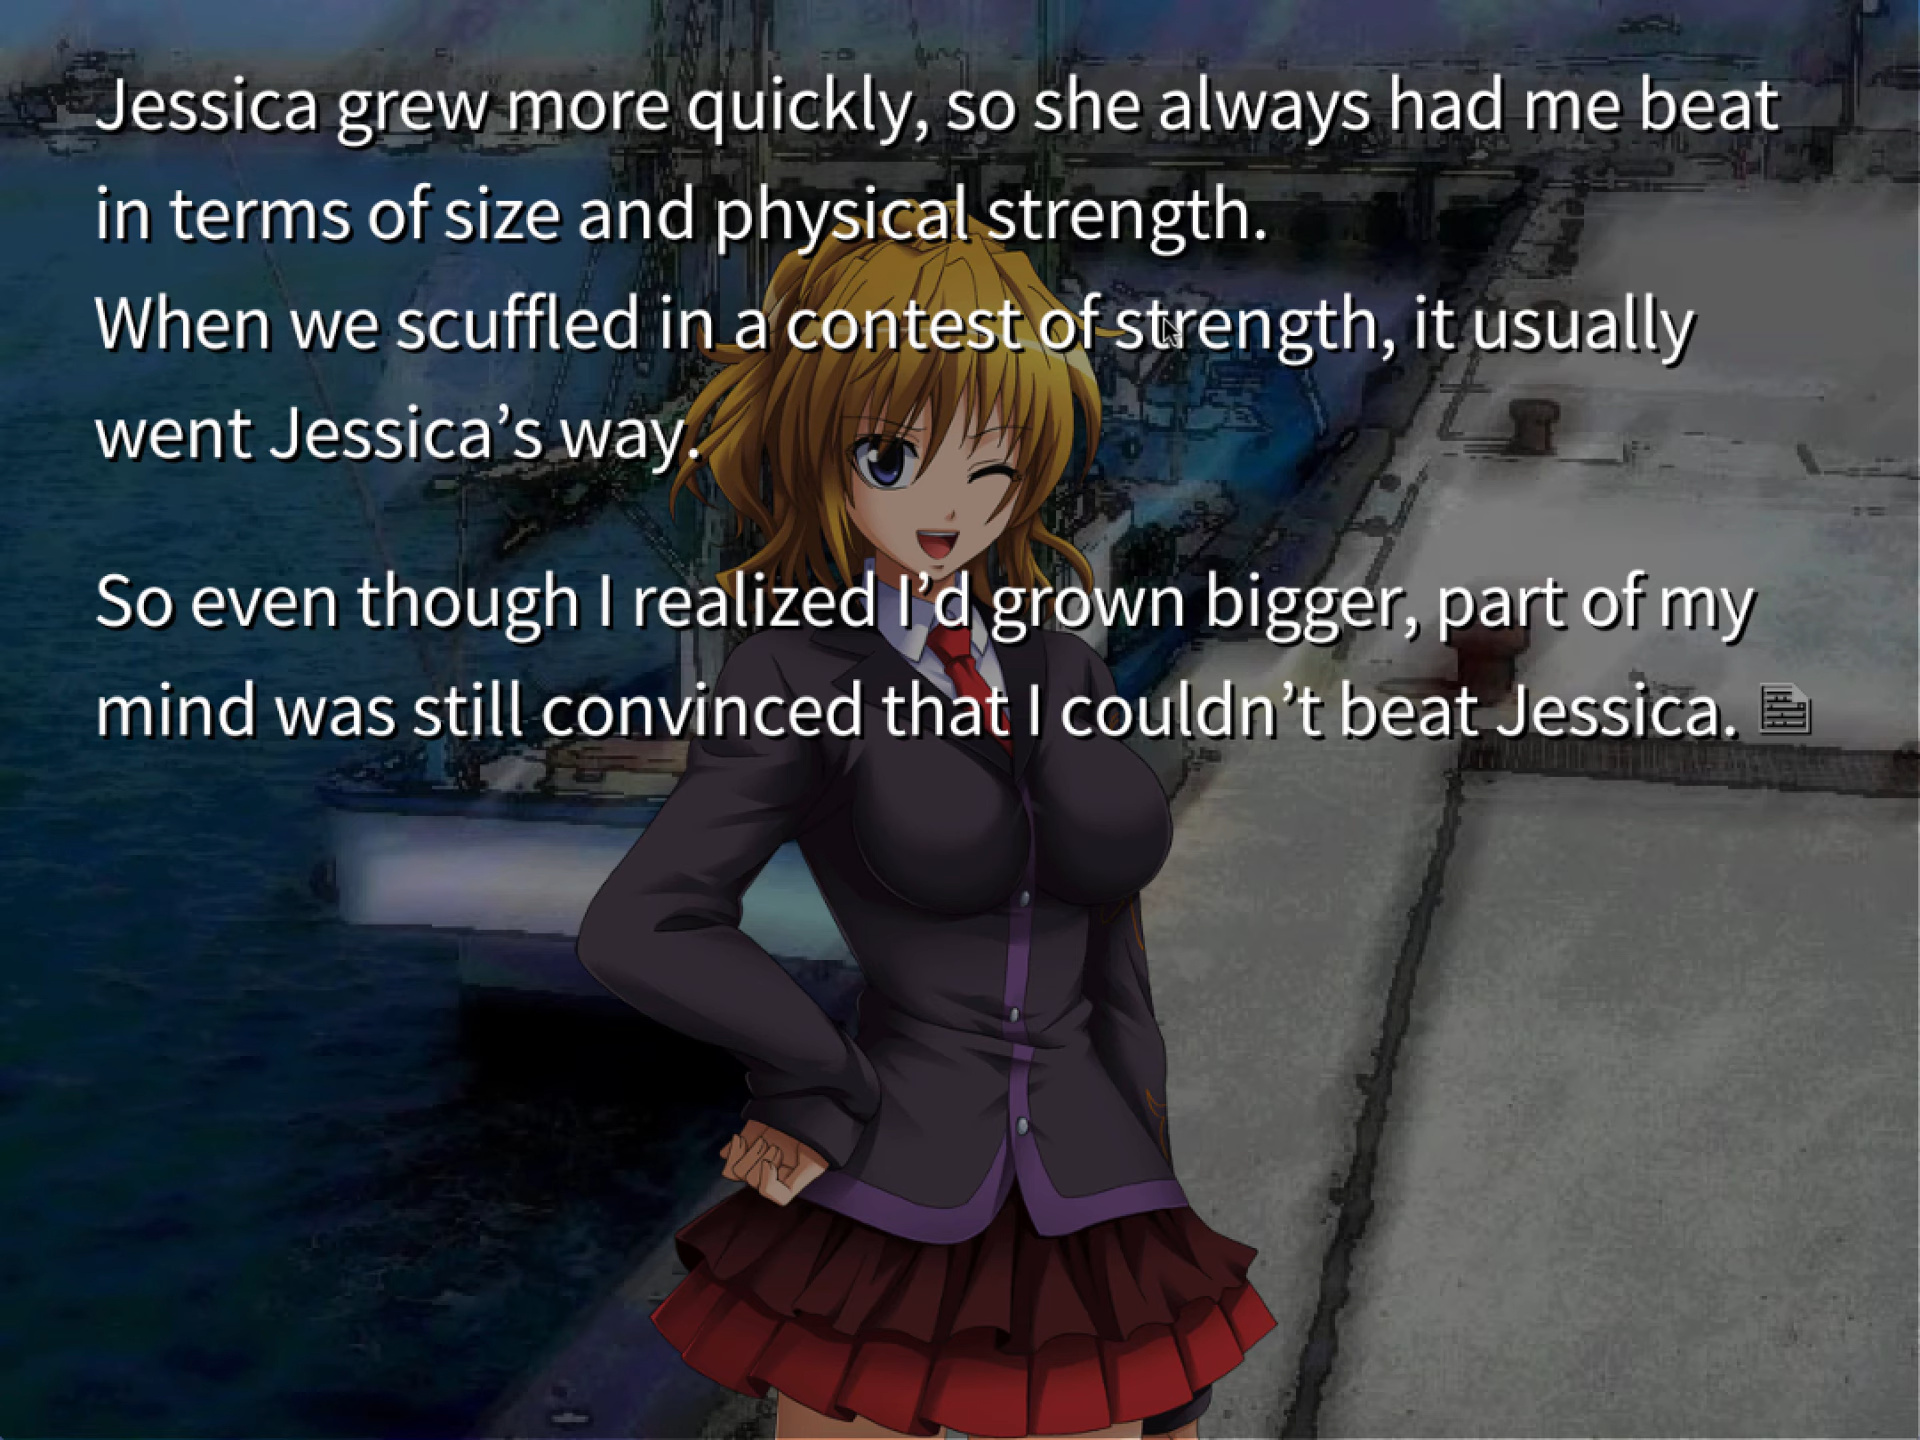 Jessica grew more quickly, so she always had me beat
in terms of size and physical strength.
When we scuffled in a contest of strength, it usually
went Jessica’s way.
So even though I realized I’d grown bigger, part of my
mind was still convinced that I couldn’t beat Jessica.